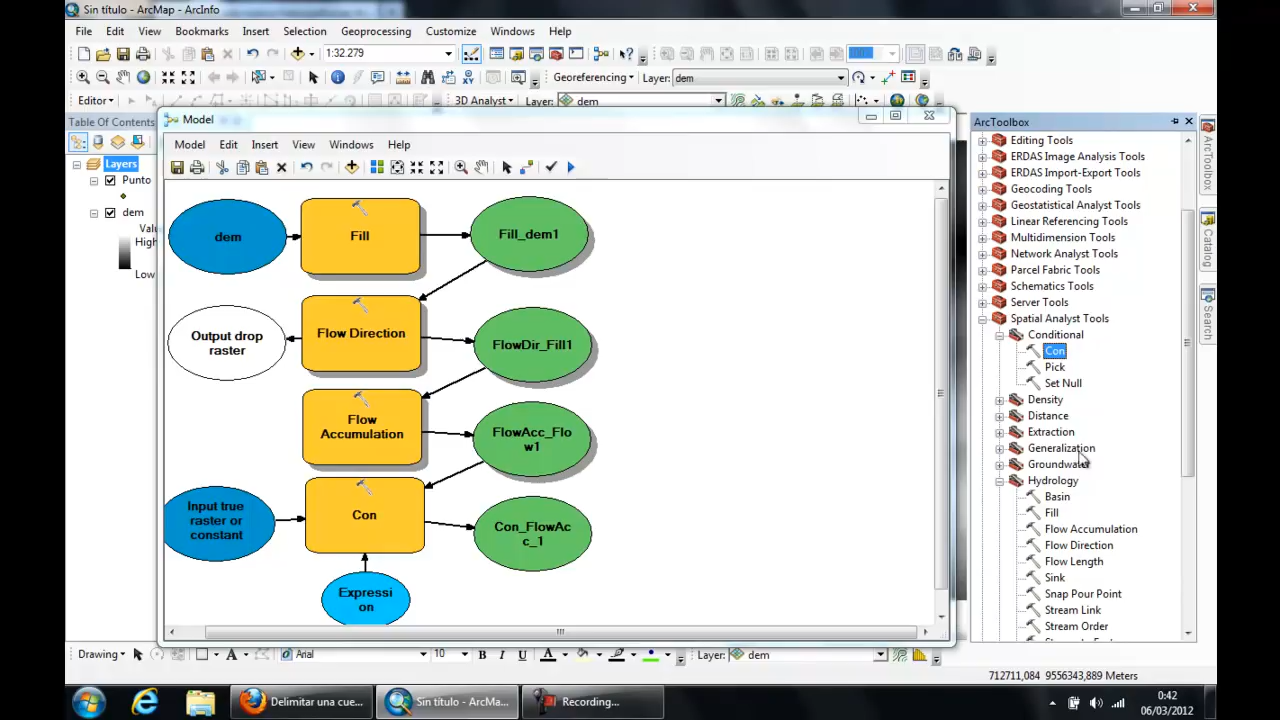 Sin título - ArcMap - ArcInfo
File Edit View Bookmarks Insert Selection Geoprocessing Customize Windows Help
1:32.279
Georeferencing Layer: dem
Editor 3D Analyst Layer: dem
Table Of Contents
Layers
Punto
dem
Valu
High
Low
Model
Model Edit Insert View Windows Help
dem
Fill
Fill_dem1
Output drop
raster
Flow Direction
FlowDir_Fill1
Flow
Accumulation
FlowAcc_Flo
w1
Input true
raster or
constant
Con
Con_FlowAc
c_1
Expressi
on
ArcToolbox
Editing Tools
ERDAS Image Analysis Tools
ERDAS Import-Export Tools
Geocoding Tools
Geostatistical Analyst Tools
Linear Referencing Tools
Multidimension Tools
Network Analyst Tools
Parcel Fabric Tools
Schematics Tools
Server Tools
Spatial Analyst Tools
Conditional
Con
Pick
Set Null
Density
Distance
Extraction
Generalization
Groundwater
Hydrology
Basin
Fill
Flow Accumulation
Flow Direction
Flow Length
Sink
Snap Pour Point
Stream Link
Stream Order
ArcToolbox
Catalog
Search
Drawing A Arial 10 B I U A Layer: dem
712711,084 9556343,889 Meters
Delimitar una cue...
Sin título - ArcMa...
Recording...
0:42
06/03/2012